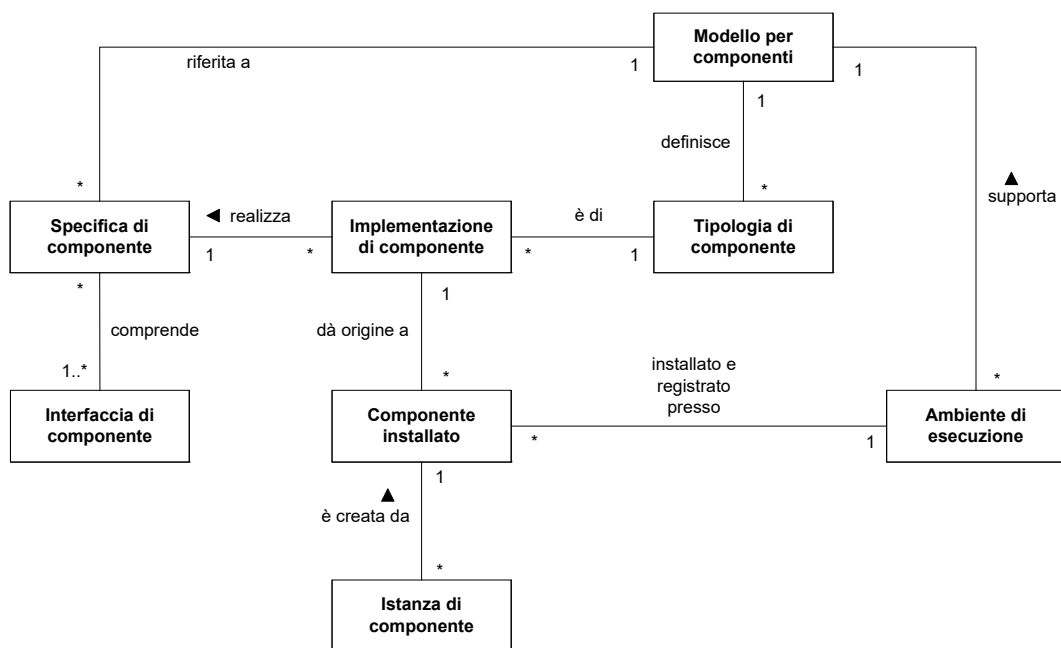 Modello per
componenti
riferita a
1
1
1
definisce
*
*
supporta
Specifica di
componente
realizza
Implementazione
di componente
è di
Tipologia di
componente
1
*
*
1
*
1
comprende
dà origine a
1..*
*
installato e
registrato
presso
*
Interfaccia di
componente
Componente
installato
Ambiente di
esecuzione
*
1
1
è creata da
*
Istanza di
componente